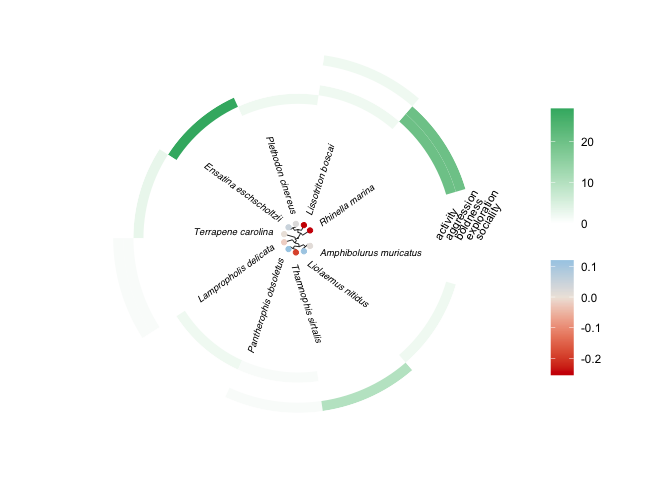 Plethodon cinereus
Lissotriton boscai
Ensatina eschscholtzii
Rhinella marina
Terrapene carolina
Amphibolurus muricatus
Lampropholis delicata
Liolaemus nitidus
Pantherophis obsoletus
Thamnophis sirtalis
activity
aggression
boldness
exploration
sociality
20
10
0
0.1
0.0
-0.1
-0.2